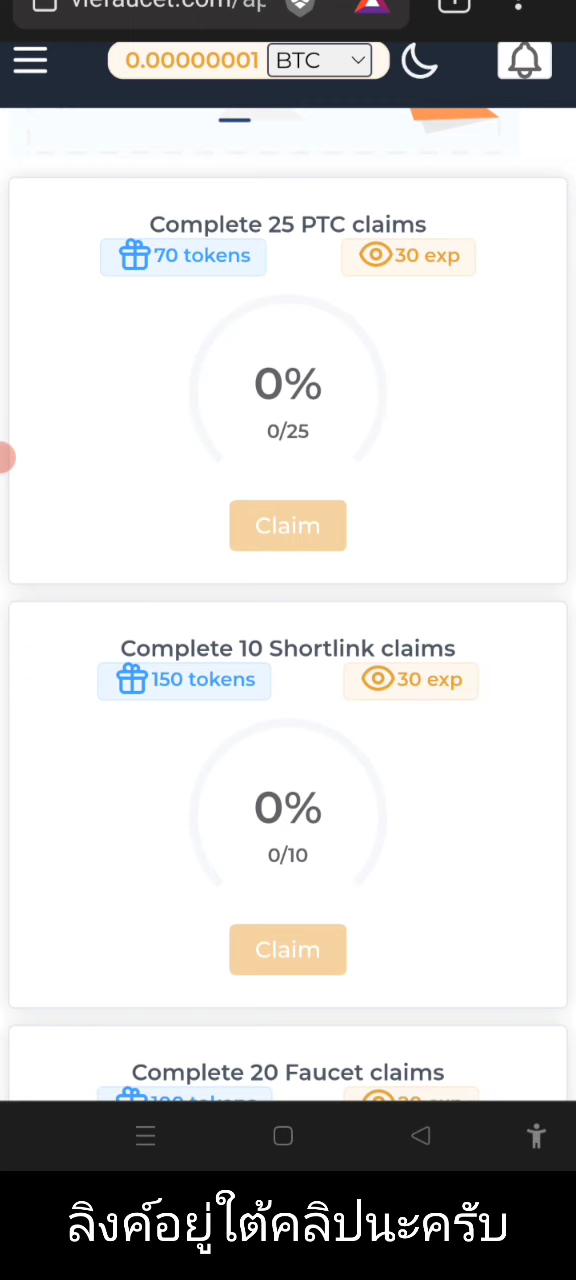 0.00000001 BTC
Complete 25 PTC claims
70 tokens 30 exp
0%
0/25
Claim
Complete 10 Shortlink claims
150 tokens 30 exp
0%
0/10
Claim
Complete 20 Faucet claims
ลิงค์อยู่ใต้คลิปนะครับ